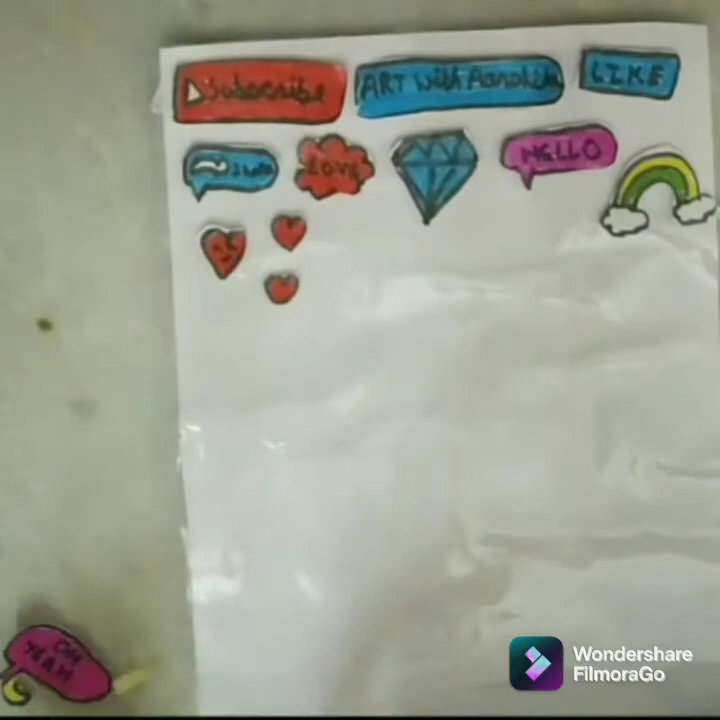 Subscribe
ART With
LIKE
LOVE
HELLO
OH
YEAH
Wondershare
FilmoraGo